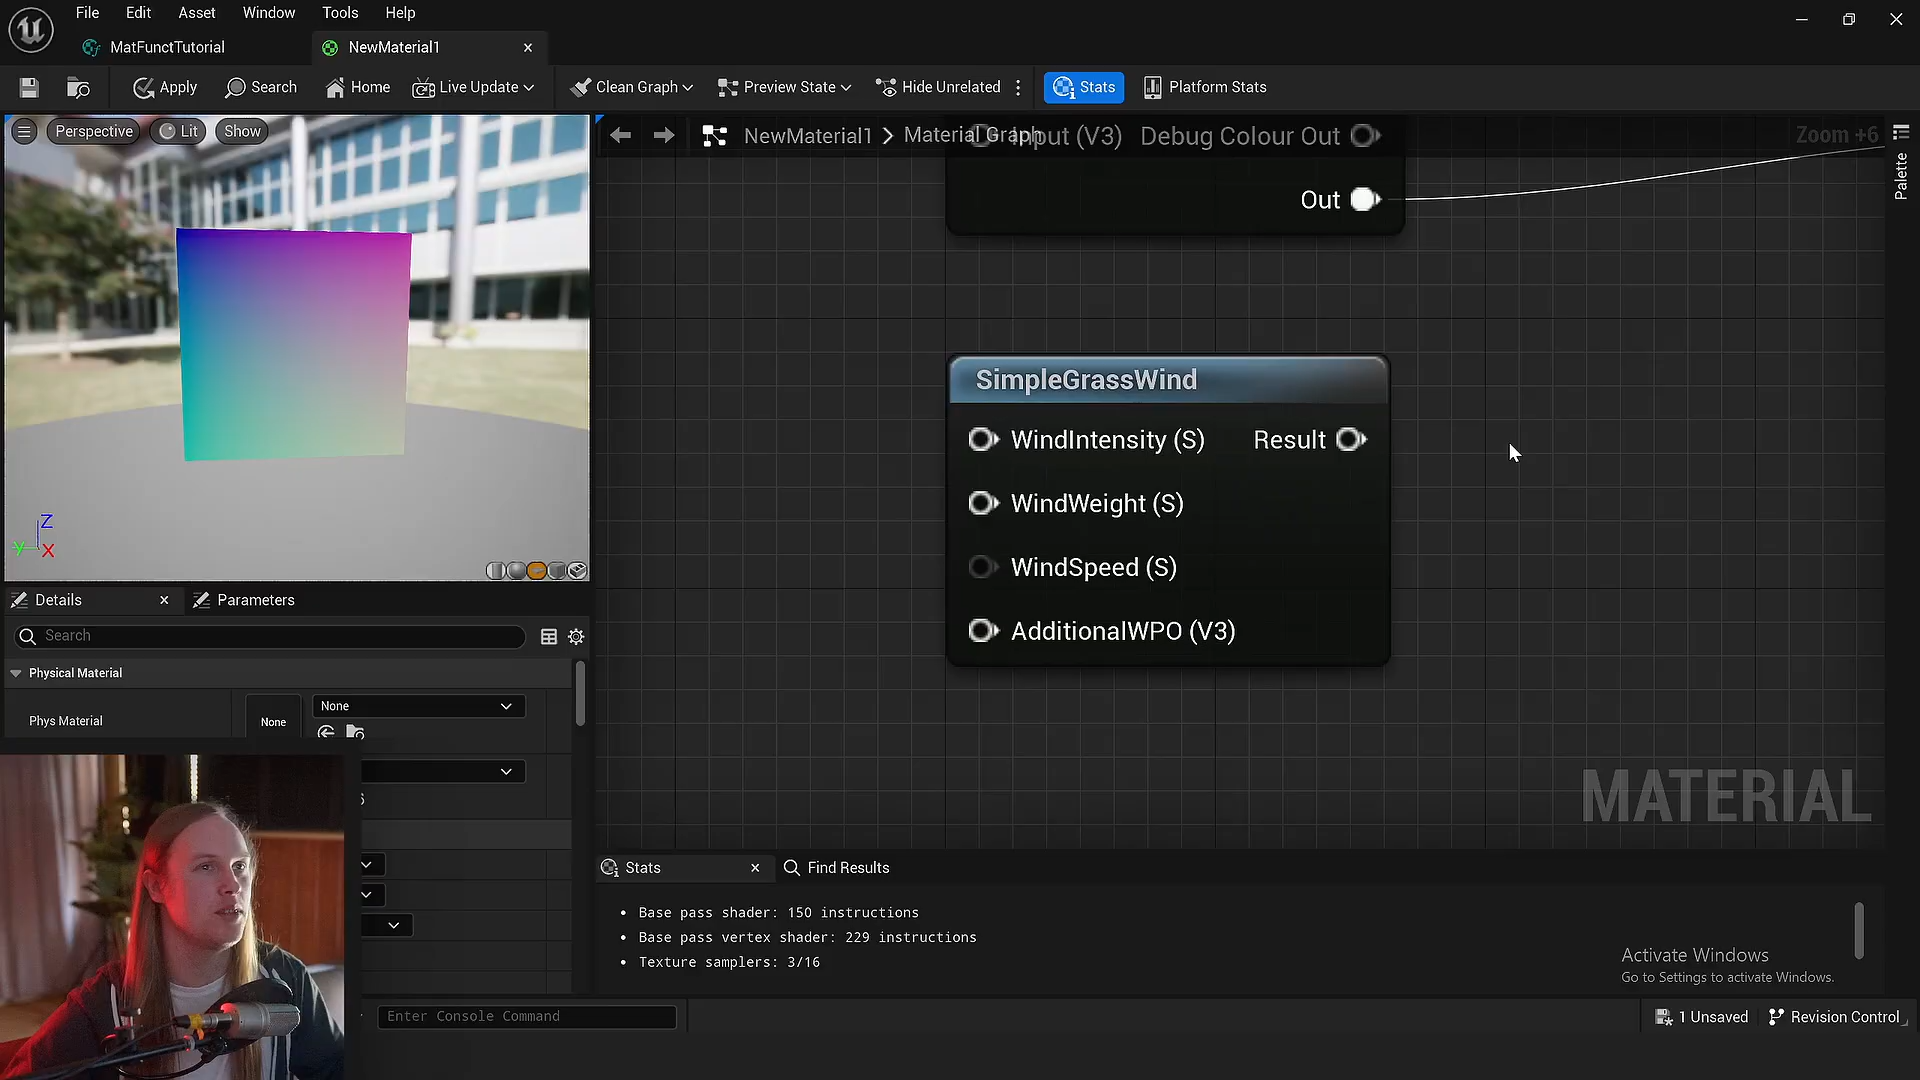 File Edit Asset Window Tools Help
MatFunctTutorial NewMaterial1
Apply Search Home Live Update Clean Graph Preview State Hide Unrelated Stats Platform Stats
Perspective Lit Show
NewMaterial1 > Material Graph
Zoom +6
Palette
Input (V3) Debug Colour Out
Out
SimpleGrassWind
WindIntensity (S) Result
WindWeight (S)
WindSpeed (S)
AdditionalWPO (V3)
MATERIAL
Z
Y X
Details Parameters
Search
Physical Material
Phys Material None None
Stats Find Results
• Base pass shader: 150 instructions
• Base pass vertex shader: 229 instructions
• Texture samplers: 3/16
Activate Windows
Go to Settings to activate Windows.
Enter Console Command
1 Unsaved Revision Control